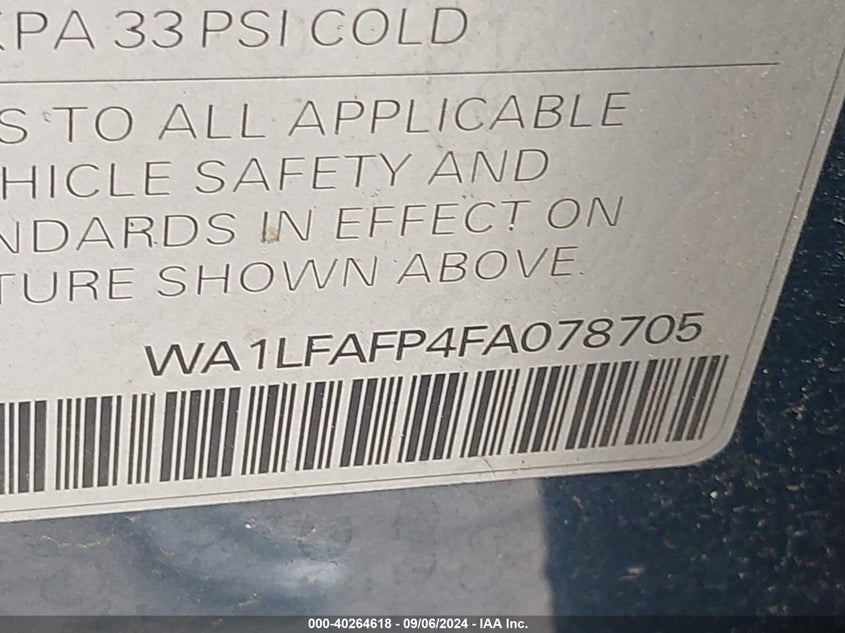 KPA 33 PSI COLD
S TO ALL APPLICABLE
HICLE SAFETY AND
NDARDS IN EFFECT ON
TURE SHOWN ABOVE.
WA1LFAFP4FA078705
000-40264618 - 09/06/2024 - IAA Inc.